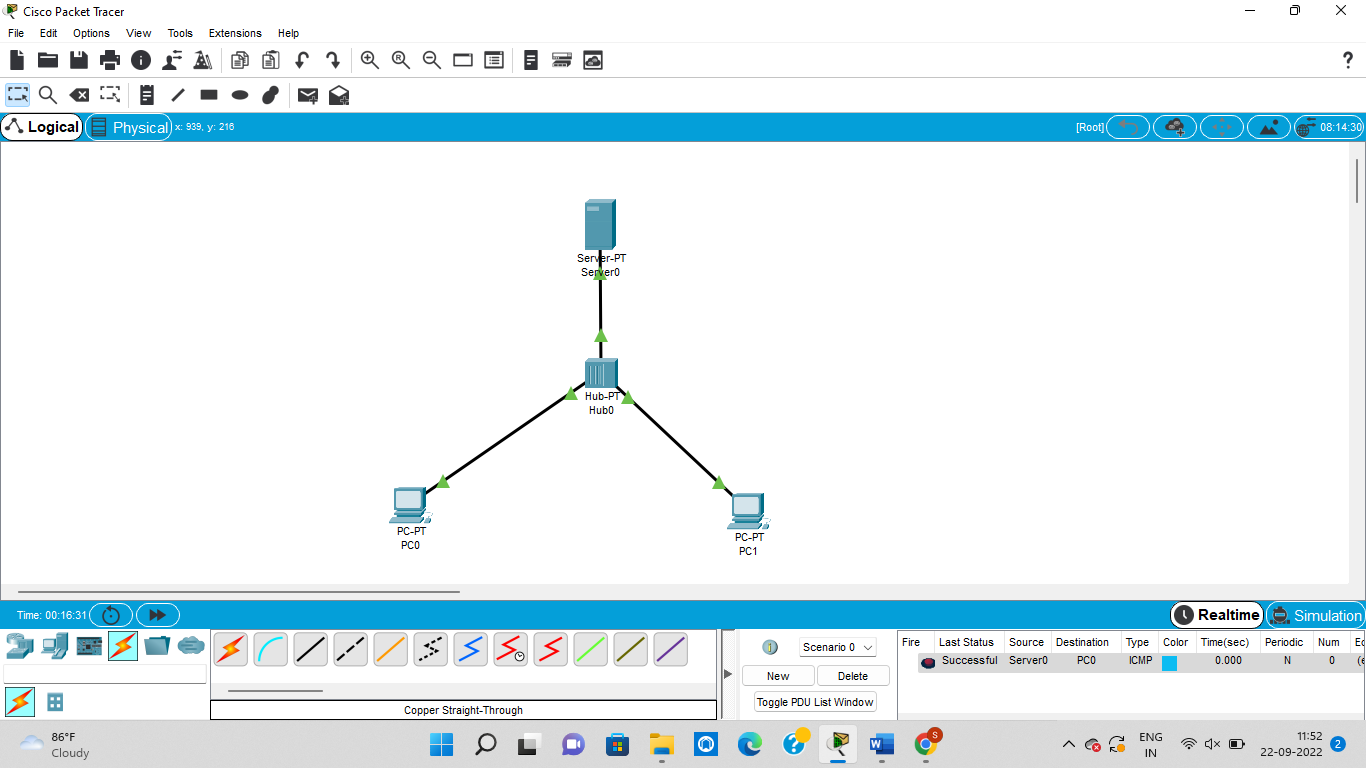 Cisco Packet Tracer
File Edit Options View Tools Extensions Help
R
?
Logical Physical x: 939, y: 216 [Root] 08:14:30
Server-PT
Server0
Hub-PT
Hub0
PC-PT
PC0
PC-PT
PC1
Time: 00:16:31 Realtime Simulation
Scenario 0
New Delete
Toggle PDU List Window
Fire Last Status Source Destination Type Color Time(sec) Periodic Num
Successful Server0 PC0 ICMP 0.000 N 0
Copper Straight-Through
86°F
Cloudy
S
ENG
IN
11:52
22-09-2022
2